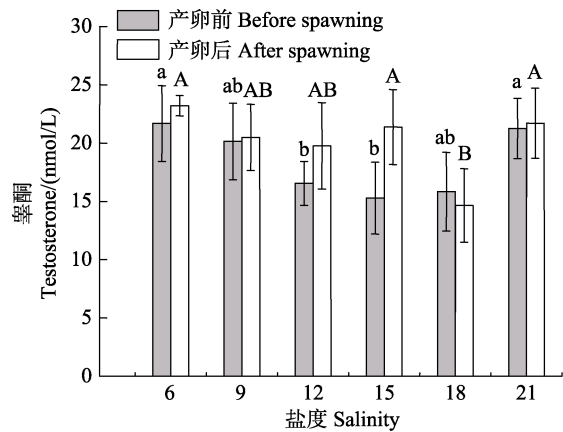 产卵前 Before spawning
产卵后 After spawning
睾酮
Testosterone/(nmol/L)
30
25
20
15
10
5
0
a A
ab AB
b AB
b A
ab B
a A
6 9 12 15 18 21
盐度 Salinity